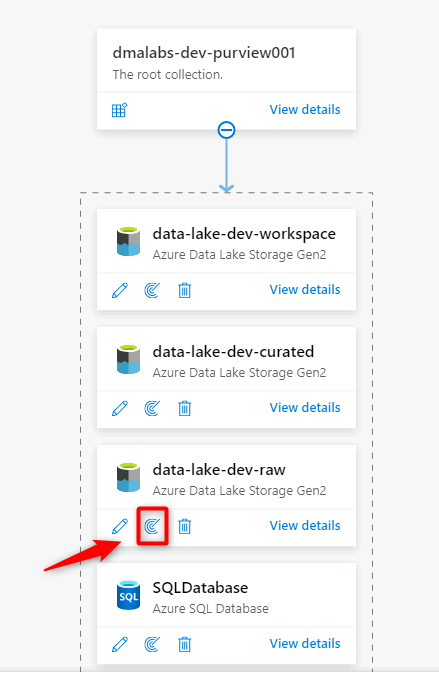 dmalabs-dev-purview001
The root collection.
View details
data-lake-dev-workspace
Azure Data Lake Storage Gen2
View details
data-lake-dev-curated
Azure Data Lake Storage Gen2
View details
data-lake-dev-raw
Azure Data Lake Storage Gen2
View details
SQL
SQLDatabase
Azure SQL Database
View details